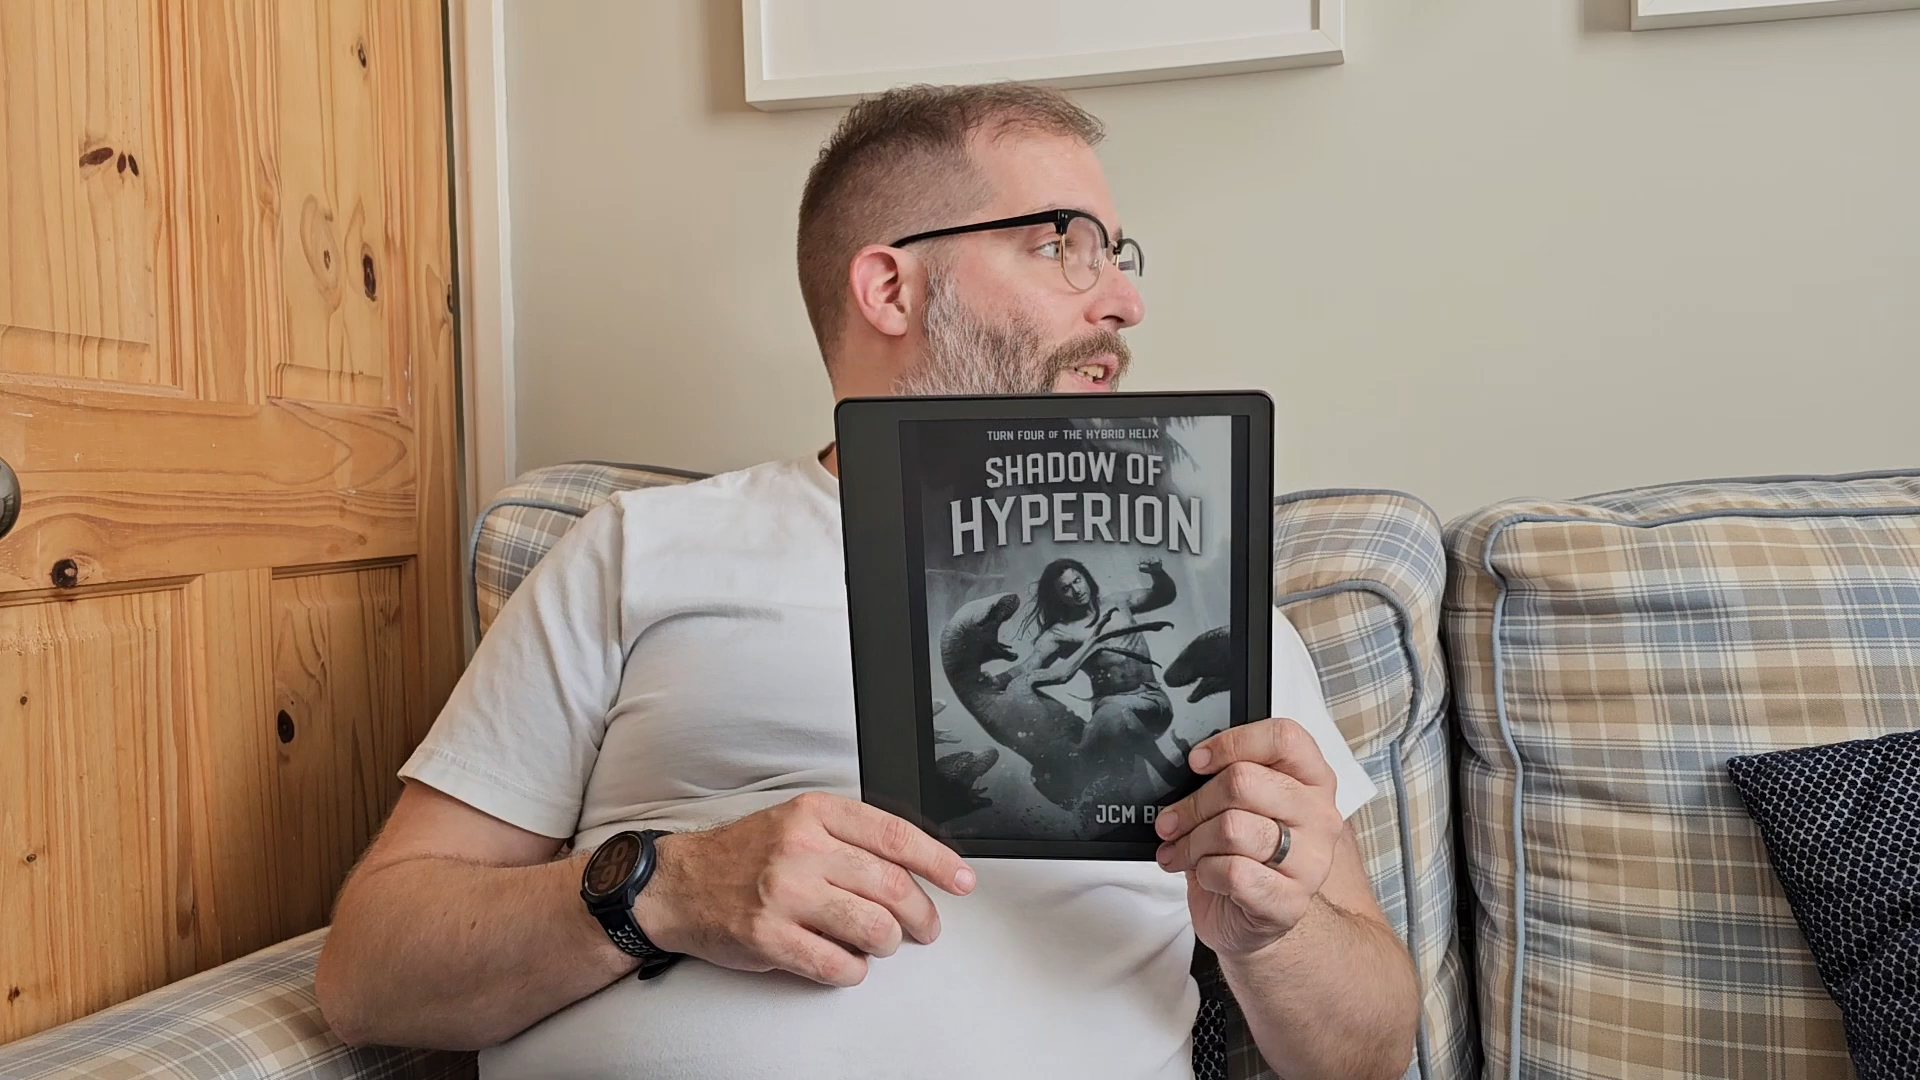 TURN FOUR OF THE HYBRID HELIX
SHADOW OF
HYPERION
JCM